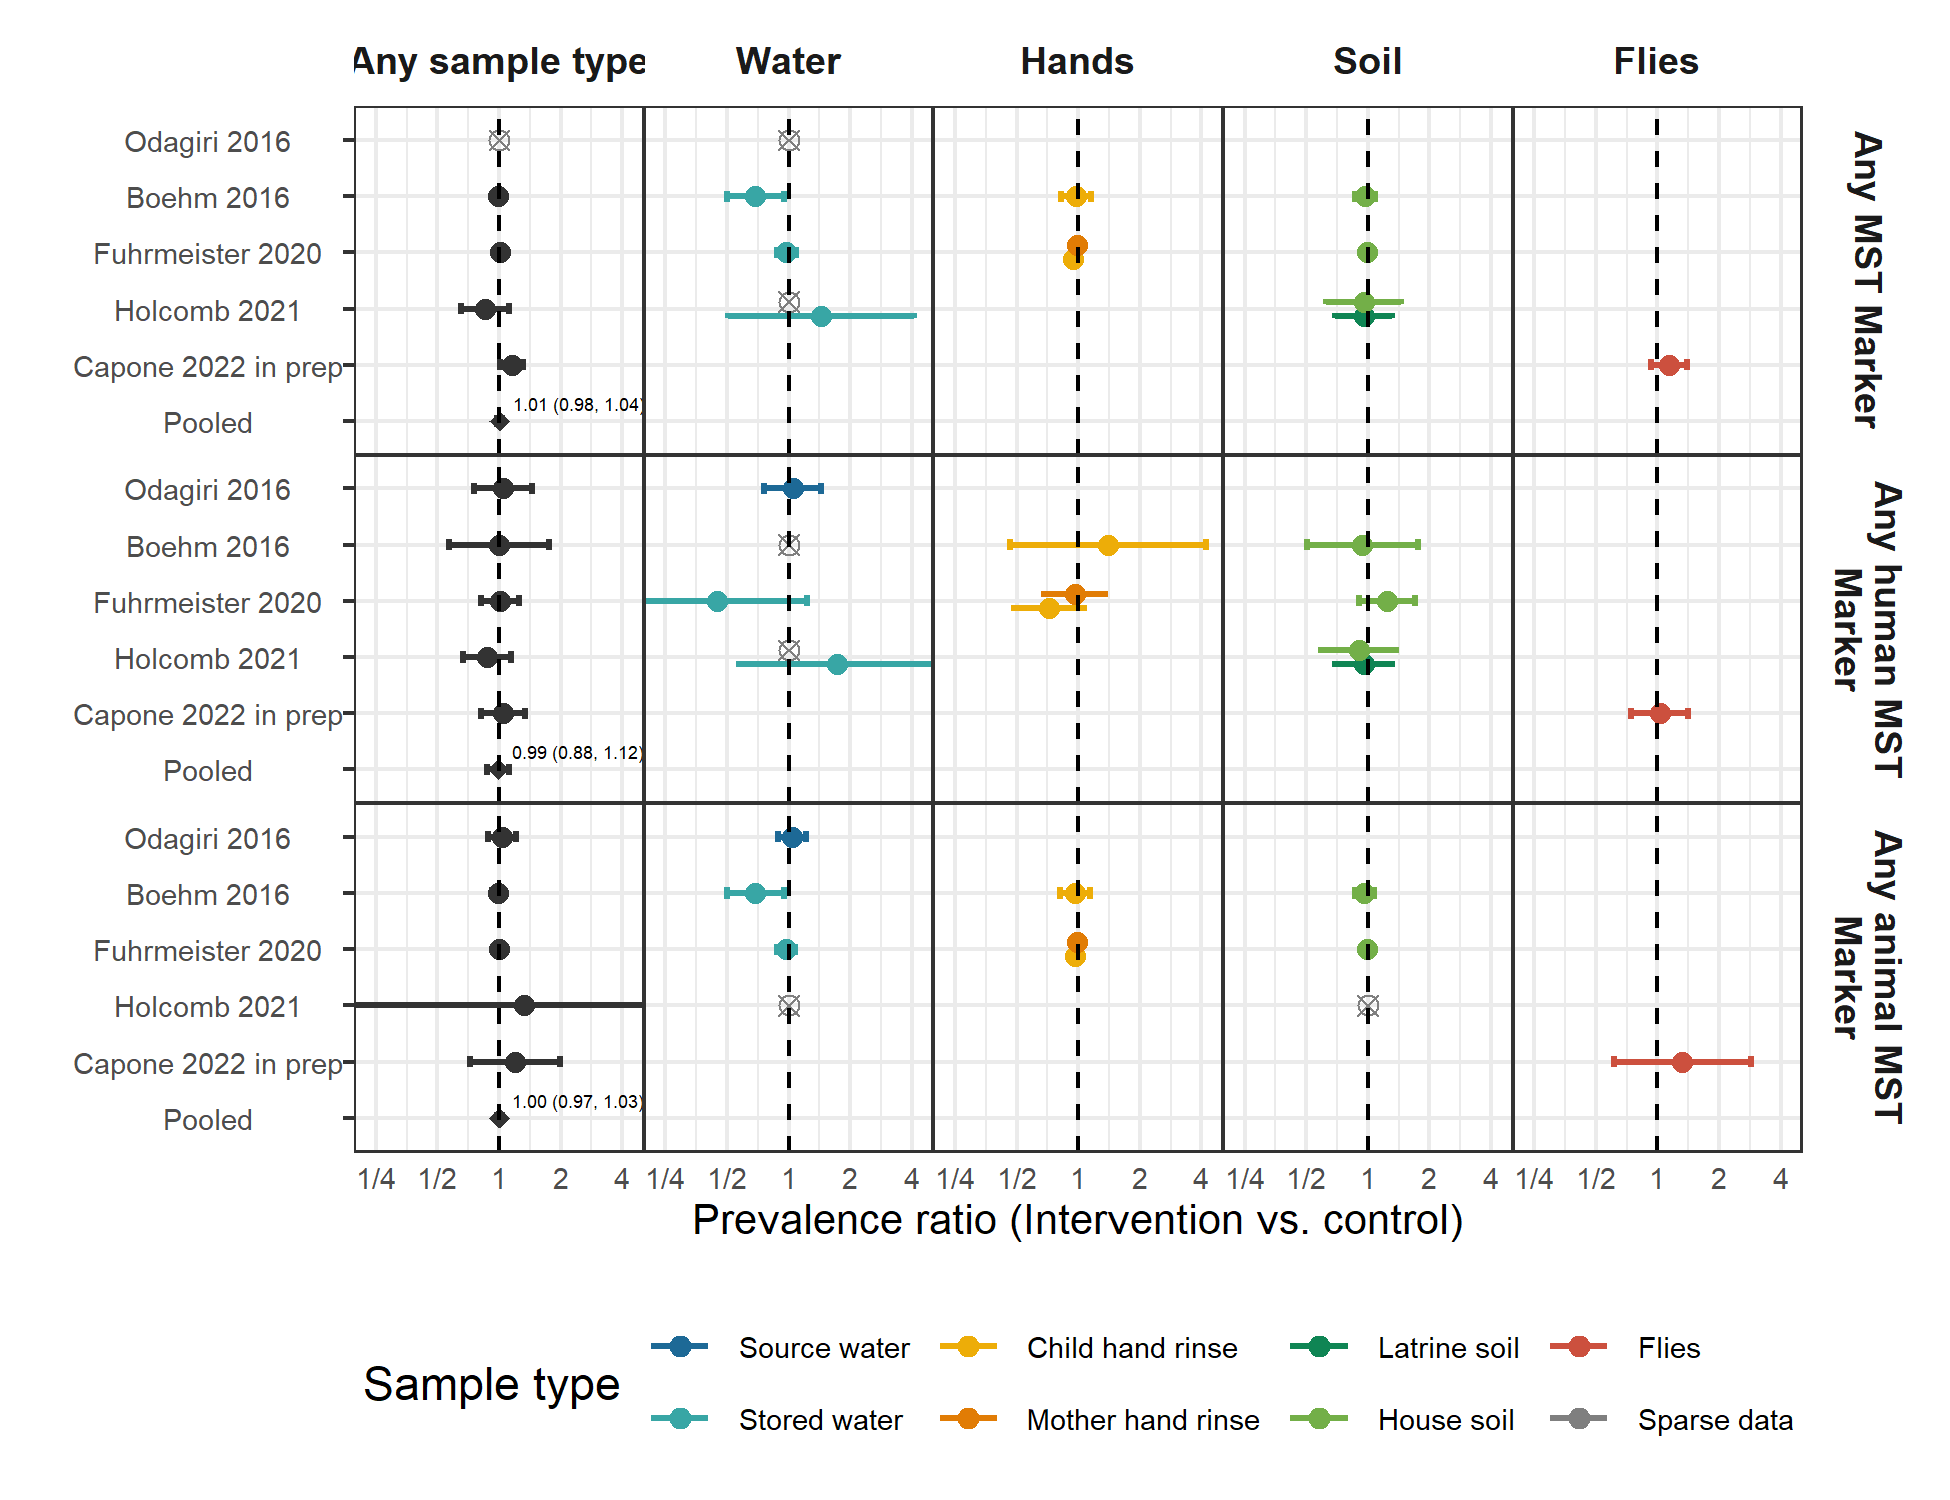 Any sample type Water Hands Soil Flies
Odagiri 2016
Boehm 2016
Fuhrmeister 2020
Holcomb 2021
Capone 2022 in prep
1.01 (0.98, 1.04)
Pooled
Any MST Marker
Odagiri 2016
Boehm 2016
Fuhrmeister 2020
Holcomb 2021
Capone 2022 in prep
0.99 (0.88, 1.12)
Pooled
Any human MST
Marker
Odagiri 2016
Boehm 2016
Fuhrmeister 2020
Holcomb 2021
Capone 2022 in prep
1.00 (0.97, 1.03)
Pooled
Any animal MST
Marker
1/4 1/2 1 2 4 1/4 1/2 1 2 4 1/4 1/2 1 2 4 1/4 1/2 1 2 4 1/4 1/2 1 2 4
Prevalence ratio (Intervention vs. control)
Sample type
Source water Child hand rinse Latrine soil Flies
Stored water Mother hand rinse House soil Sparse data